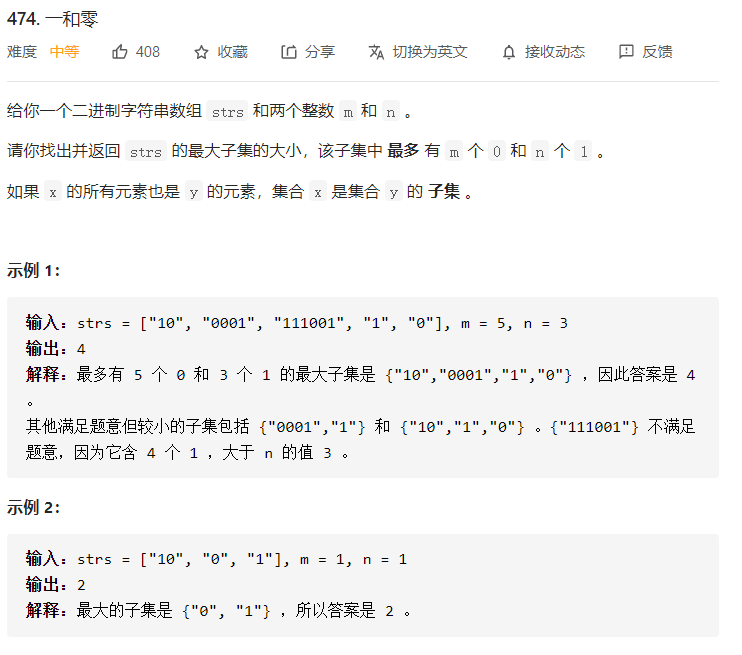 474. 一和零
难度 中等 408 收藏 分享 切换为英文 接收动态 反馈
给你一个二进制字符串数组 strs 和两个整数 m 和 n 。
请你找出并返回 strs 的最大子集的大小，该子集中 最多 有 m 个 0 和 n 个 1 。
如果 x 的所有元素也是 y 的元素，集合 x 是集合 y 的 子集 。
示例 1：
输入：strs = ["10", "0001", "111001", "1", "0"], m = 5, n = 3
输出：4
解释：最多有 5 个 0 和 3 个 1 的最大子集是 {"10","0001","1","0"} ，因此答案是 4
。
其他满足题意但较小的子集包括 {"0001","1"} 和 {"10","1","0"} 。{"111001"} 不满足
题意，因为它含 4 个 1 ，大于 n 的值 3 。
示例 2：
输入：strs = ["10", "0", "1"], m = 1, n = 1
输出：2
解释：最大的子集是 {"0", "1"} ，所以答案是 2 。